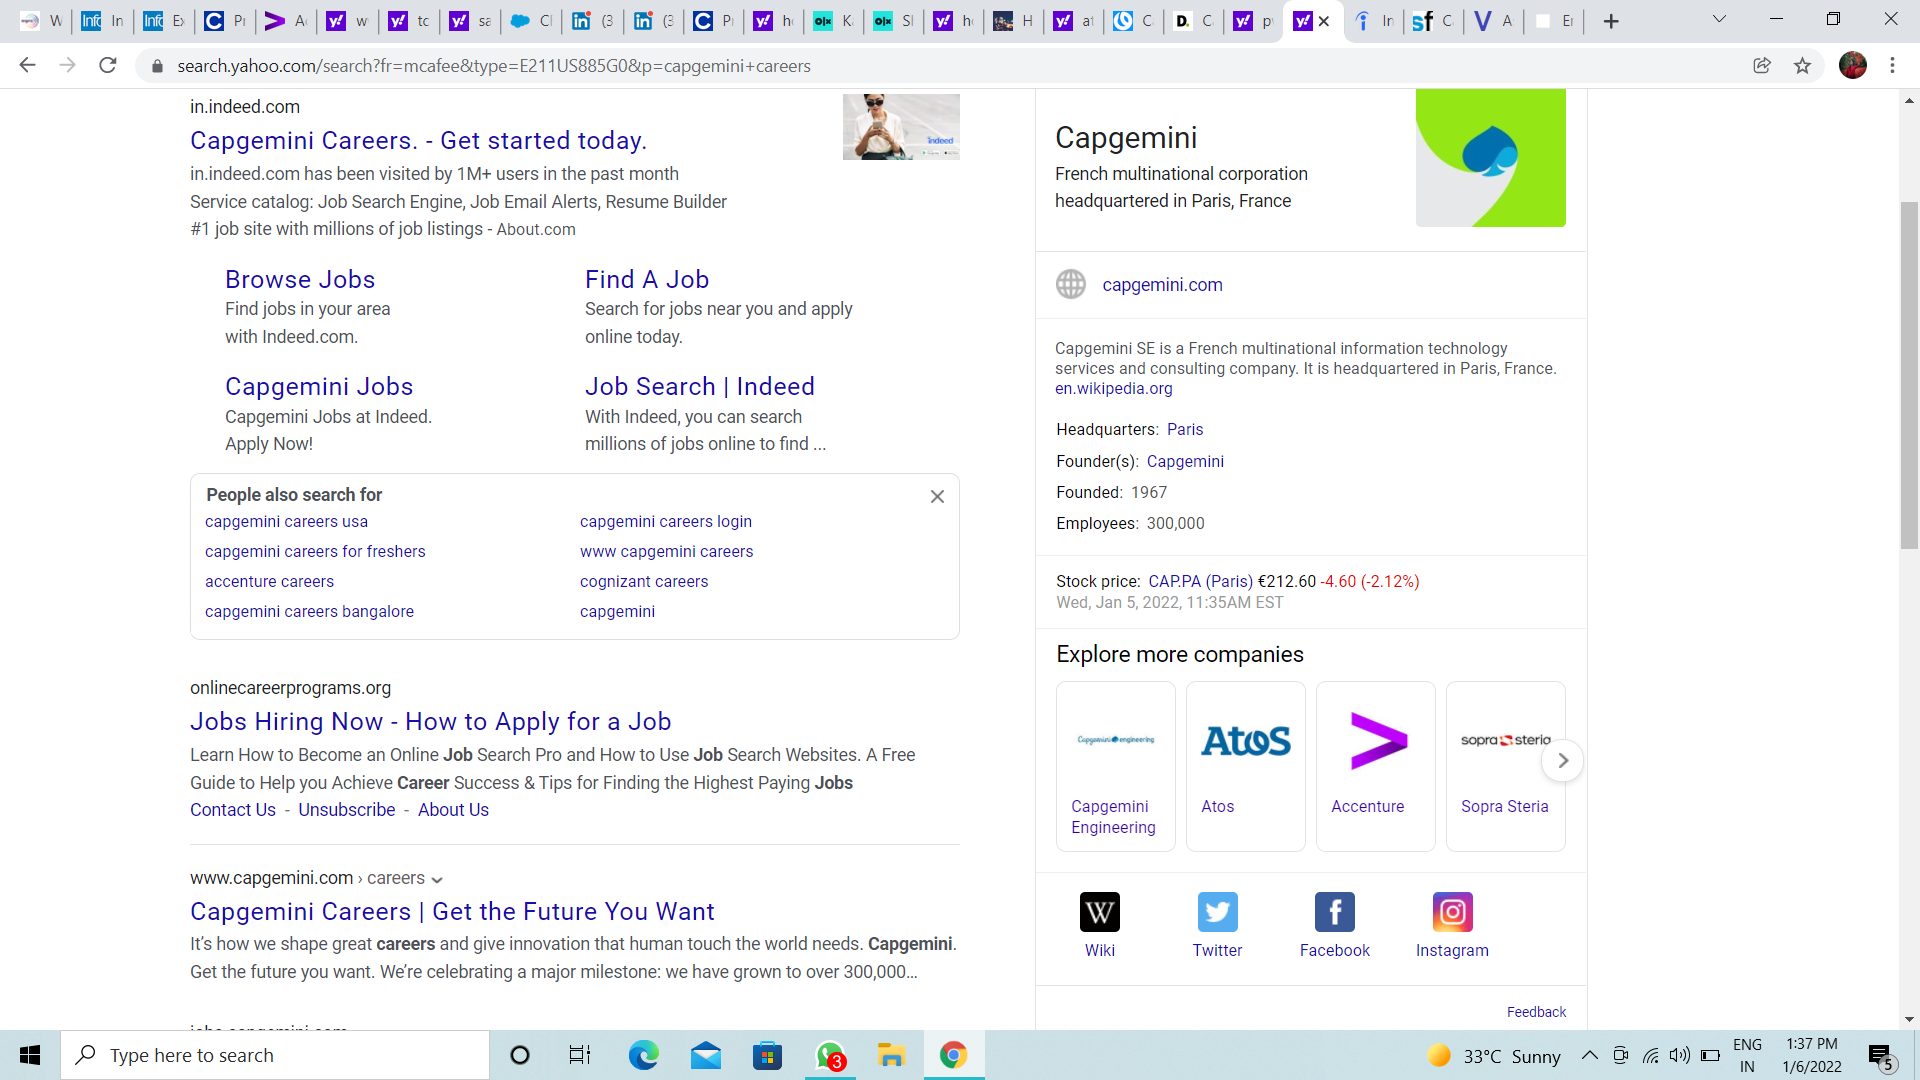 W
In
Ex
Pr
A
w
to
sa
Cl
(3
(3
Pr
he
K
Sl
he
H
at
C
C
p
In
C
A
Er
search.yahoo.com/search?fr=mcafee&type=E211US885G0&p=capgemini+careers
in.indeed.com
Capgemini Careers. - Get started today.
in.indeed.com has been visited by 1M+ users in the past month
Service catalog: Job Search Engine, Job Email Alerts, Resume Builder
#1 job site with millions of job listings - About.com
indeed
Browse Jobs
Find jobs in your area
with Indeed.com.
Find A Job
Search for jobs near you and apply
online today.
Capgemini Jobs
Capgemini Jobs at Indeed.
Apply Now!
Job Search | Indeed
With Indeed, you can search
millions of jobs online to find ...
People also search for
capgemini careers usa
capgemini careers login
capgemini careers for freshers
www capgemini careers
accenture careers
cognizant careers
capgemini careers bangalore
capgemini
onlinecareerprograms.org
Jobs Hiring Now - How to Apply for a Job
Learn How to Become an Online Job Search Pro and How to Use Job Search Websites. A Free
Guide to Help you Achieve Career Success & Tips for Finding the Highest Paying Jobs
Contact Us - Unsubscribe - About Us
www.capgemini.com › careers
Capgemini Careers | Get the Future You Want
It's how we shape great careers and give innovation that human touch the world needs. Capgemini.
Get the future you want. We're celebrating a major milestone: we have grown to over 300,000...
jobs.capgemini.com
Capgemini
French multinational corporation
headquartered in Paris, France
capgemini.com
Capgemini SE is a French multinational information technology
services and consulting company. It is headquartered in Paris, France.
en.wikipedia.org
Headquarters: Paris
Founder(s): Capgemini
Founded: 1967
Employees: 300,000
Stock price: CAP.PA (Paris) €212.60 -4.60 (-2.12%)
Wed, Jan 5, 2022, 11:35AM EST
Explore more companies
Capgemini engineering
Atos
sopra steria
Capgemini
Engineering
Atos
Accenture
Sopra Steria
Wiki
Twitter
Facebook
Instagram
Feedback
Type here to search
3
33°C Sunny
ENG
IN
1:37 PM
1/6/2022
5